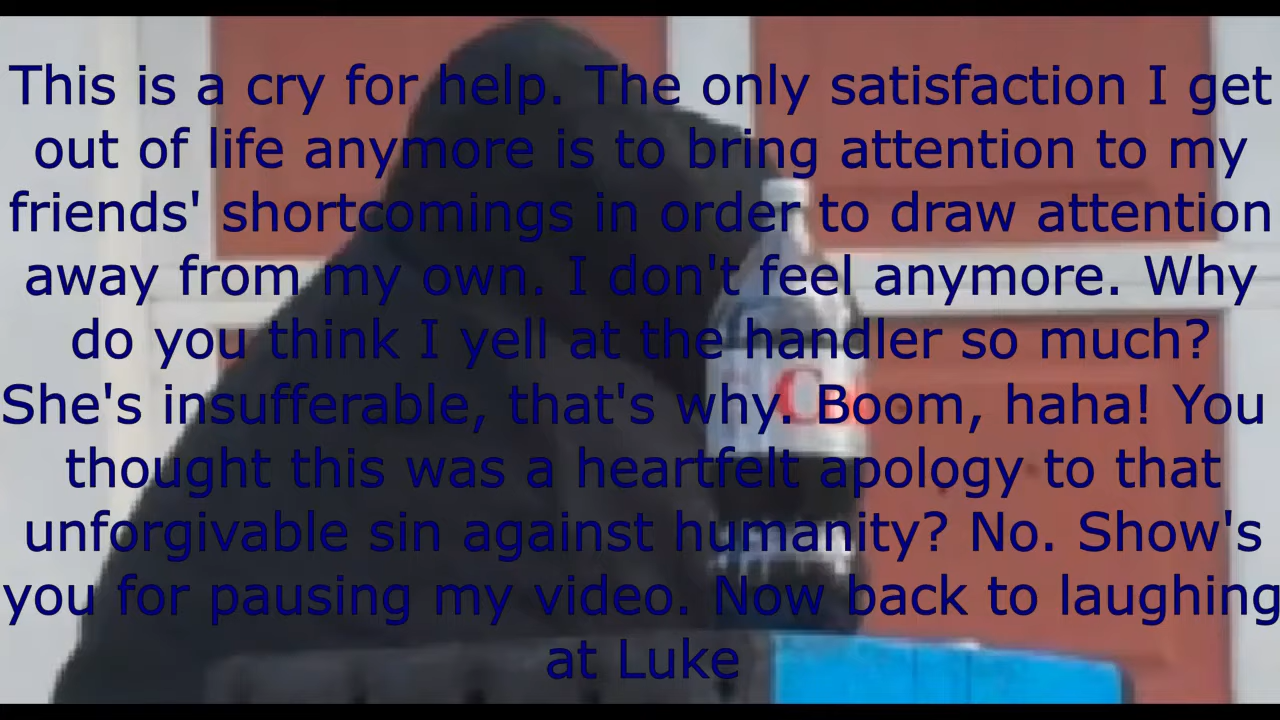 This is a cry for help. The only satisfaction I get
out of life anymore is to bring attention to my
friends' shortcomings in order to draw attention
away from my own. I don't feel anymore. Why
do you think I yell at the handler so much?
She's insufferable, that's why. Boom, haha! You
thought this was a heartfelt apology to that
unforgivable sin against humanity? No. Show's
you for pausing my video. Now back to laughing
at Luke